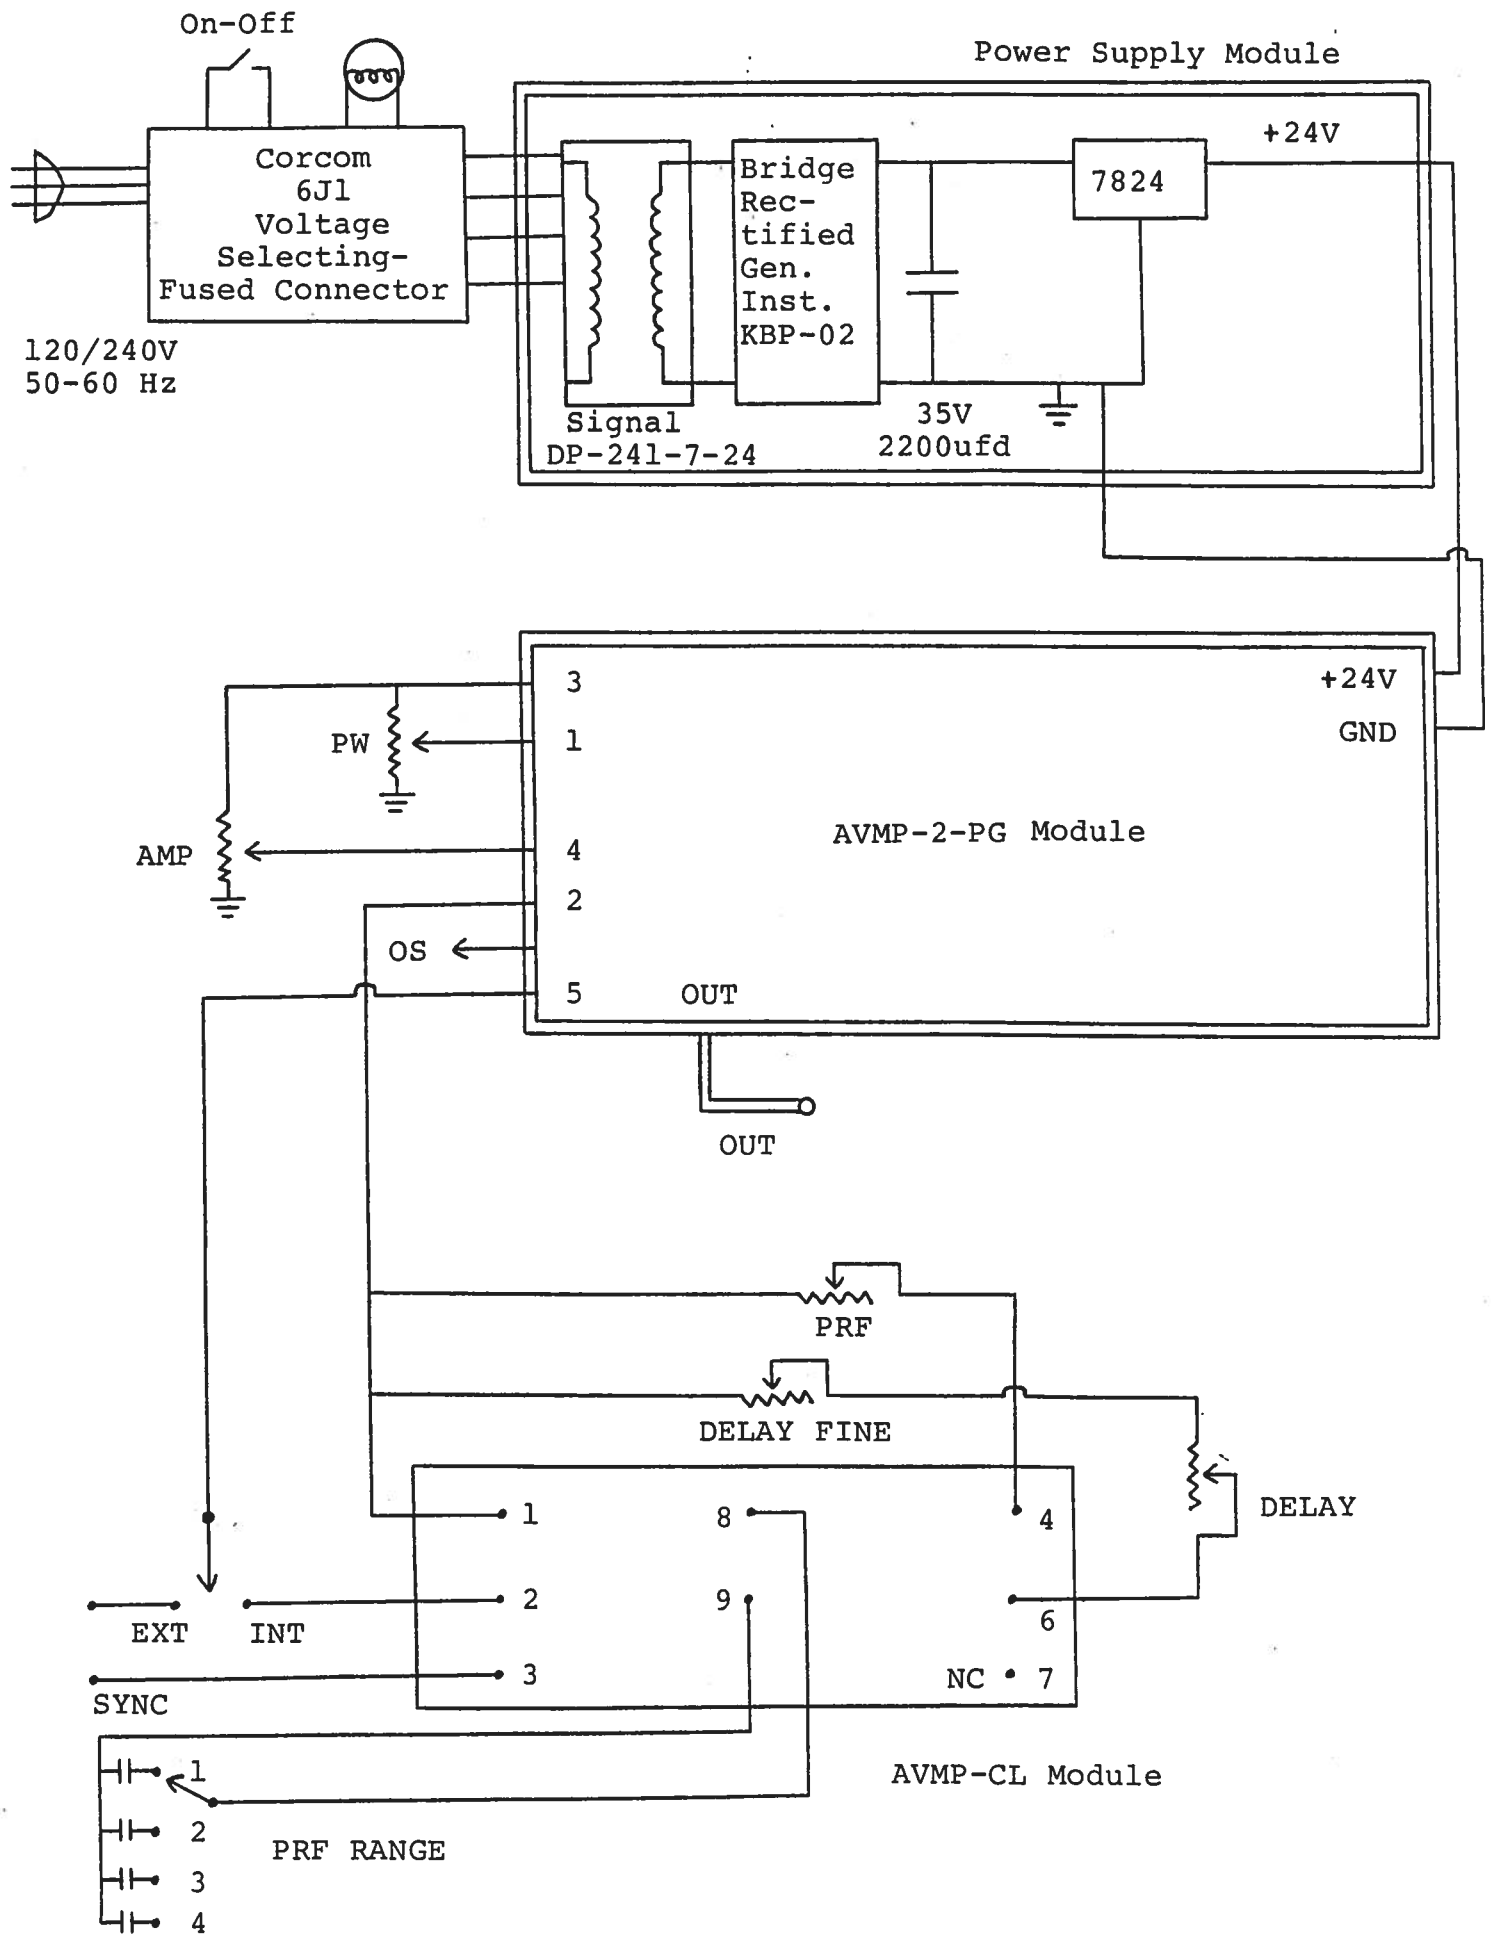 On-Off
Power Supply Module
Corcom
6J1
Voltage
Selecting-
Fused Connector
120/240V
50-60 Hz
Signal
DP-241-7-24
Bridge
Rec-
tified
Gen.
Inst.
KBP-02
35V
2200ufd
7824
+24V
3
+24V
PW
1
GND
AMP
4
AVMP-2-PG Module
2
OS
5
OUT
OUT
PRF
DELAY FINE
DELAY
1
8
4
2
9
6
EXT
INT
3
NC
7
SYNC
AVMP-CL Module
1
2
3
4
PRF RANGE